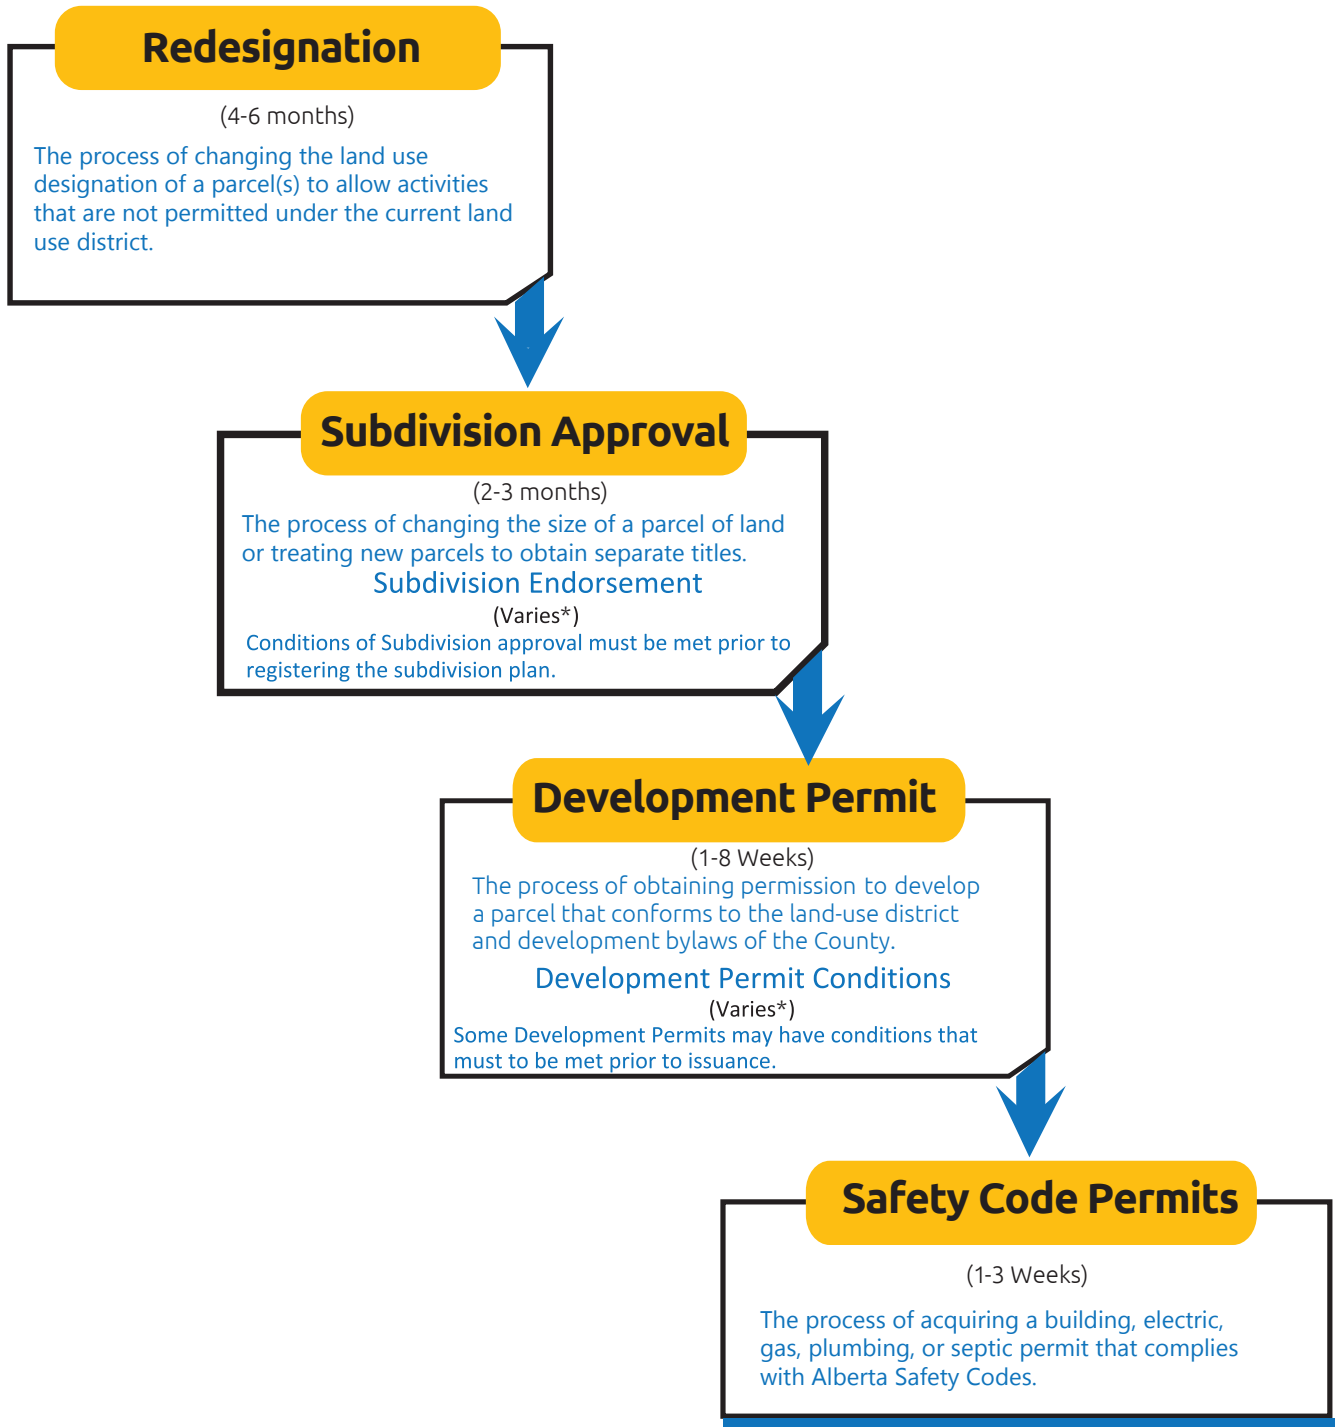 Redesignation
(4-6 months)
The process of changing the land use
designation of a parcel(s) to allow activities
that are not permitted under the current land
use district.
Subdivision Approval
(2-3 months)
The process of changing the size of a parcel of land
or treating new parcels to obtain separate titles.
Subdivision Endorsement
(Varies*)
Conditions of Subdivision approval must be met prior to
registering the subdivision plan.
Development Permit
(1-8 Weeks)
The process of obtaining permission to develop
a parcel that conforms to the land-use district
and development bylaws of the County.
Development Permit Conditions
(Varies*)
Some Development Permits may have conditions that
must to be met prior to issuance.
Safety Code Permits
(1-3 Weeks)
The process of acquiring a building, electric,
gas, plumbing, or septic permit that complies
with Alberta Safety Codes.